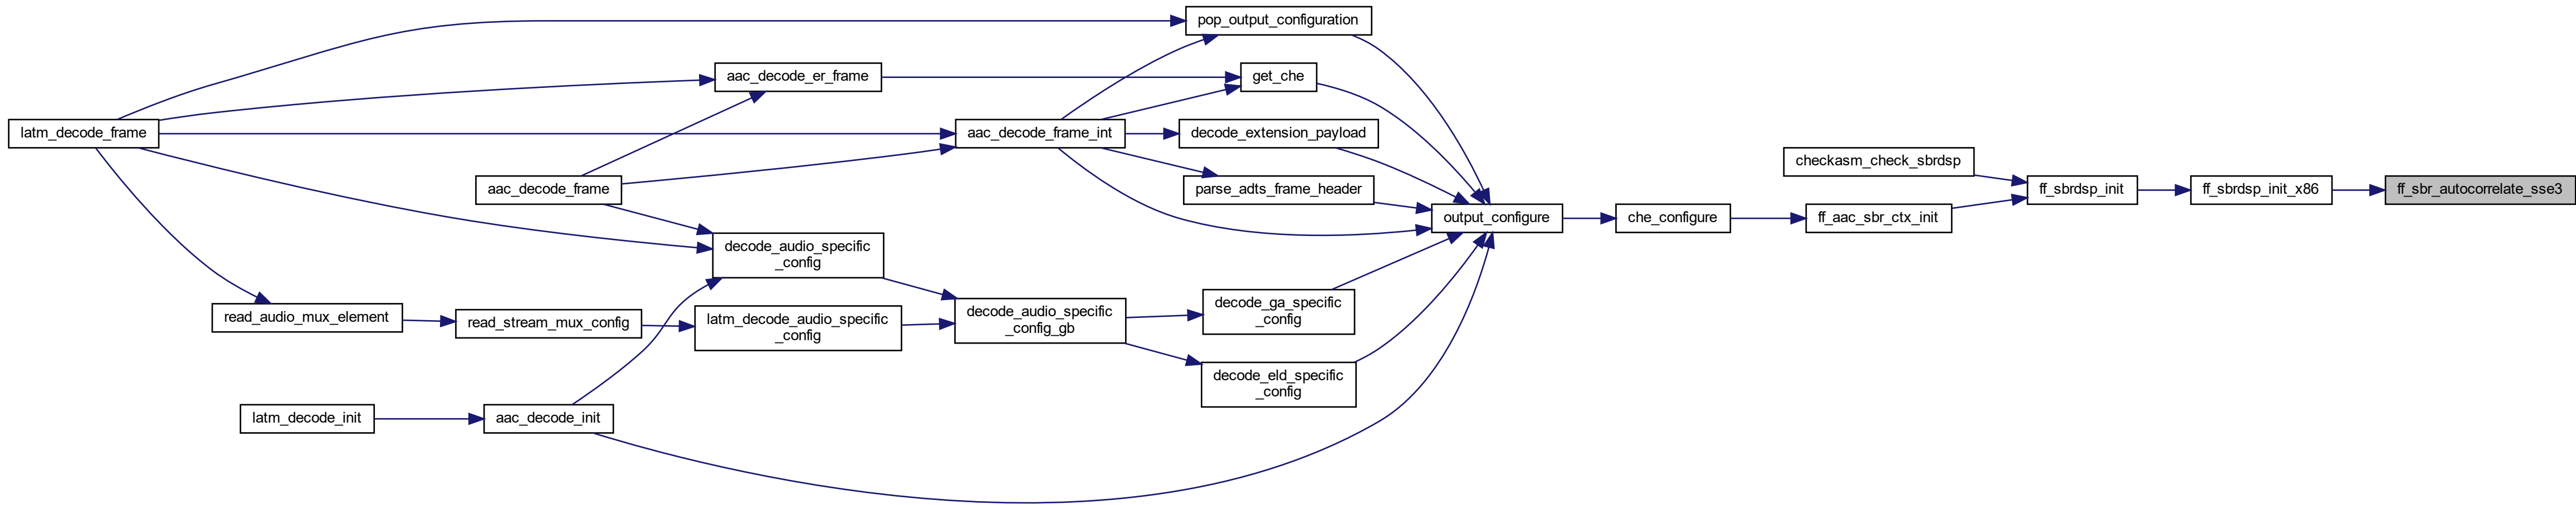 pop_output_configuration
aac_decode_er_frame
get_che
latm_decode_frame
aac_decode_frame_int
decode_extension_payload
checkasm_check_sbrdsp
aac_decode_frame
parse_adts_frame_header
ff_sbrdsp_init
ff_sbrdsp_init_x86
ff_sbr_autocorrelate_sse3
output_configure
che_configure
ff_aac_sbr_ctx_init
decode_audio_specific
_config
read_audio_mux_element
read_stream_mux_config
latm_decode_audio_specific
_config
decode_audio_specific
_config_gb
decode_ga_specific
_config
decode_eld_specific
_config
latm_decode_init
aac_decode_init